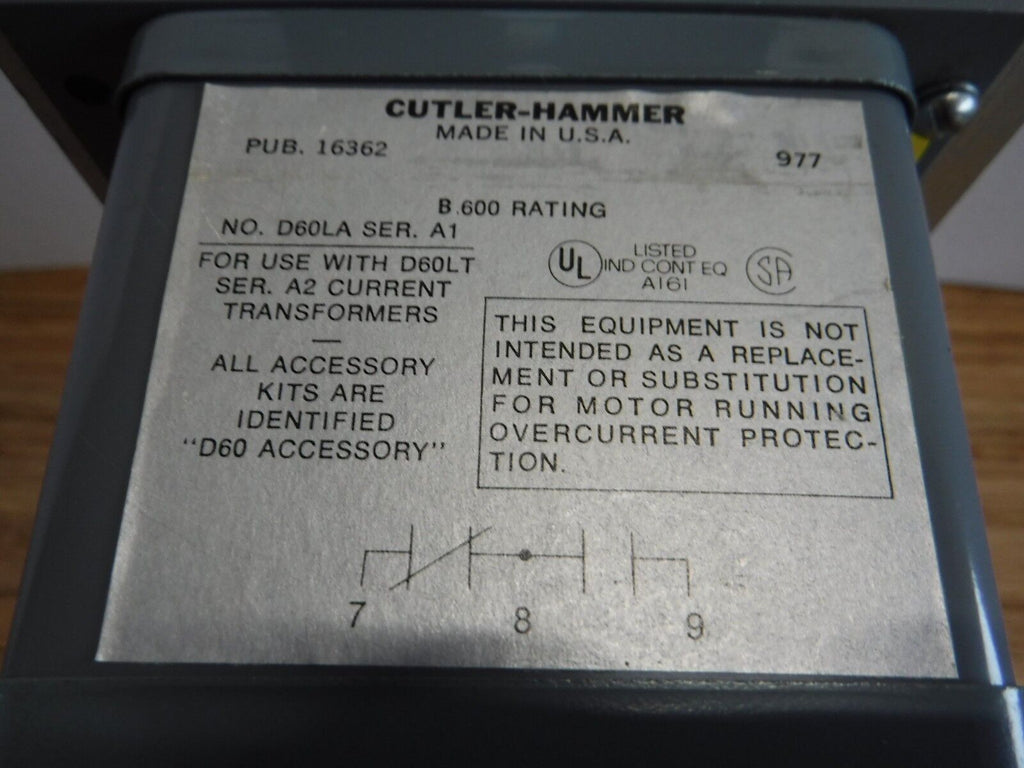 CUTLER-HAMMER
MADE IN U.S.A.
PUB. 16362
977
B.600 RATING
NO. D60LA SER. A1
FOR USE WITH D60LT
SER. A2 CURRENT
TRANSFORMERS
—
ALL ACCESSORY
KITS ARE
IDENTIFIED
"D60 ACCESSORY"
UL
LISTED
IND CONT EQ
A161
SA
THIS EQUIPMENT IS NOT
INTENDED AS A REPLACE-
MENT OR SUBSTITUTION
FOR MOTOR RUNNING
OVERCURRENT PROTEC-
TION.
7 8 9